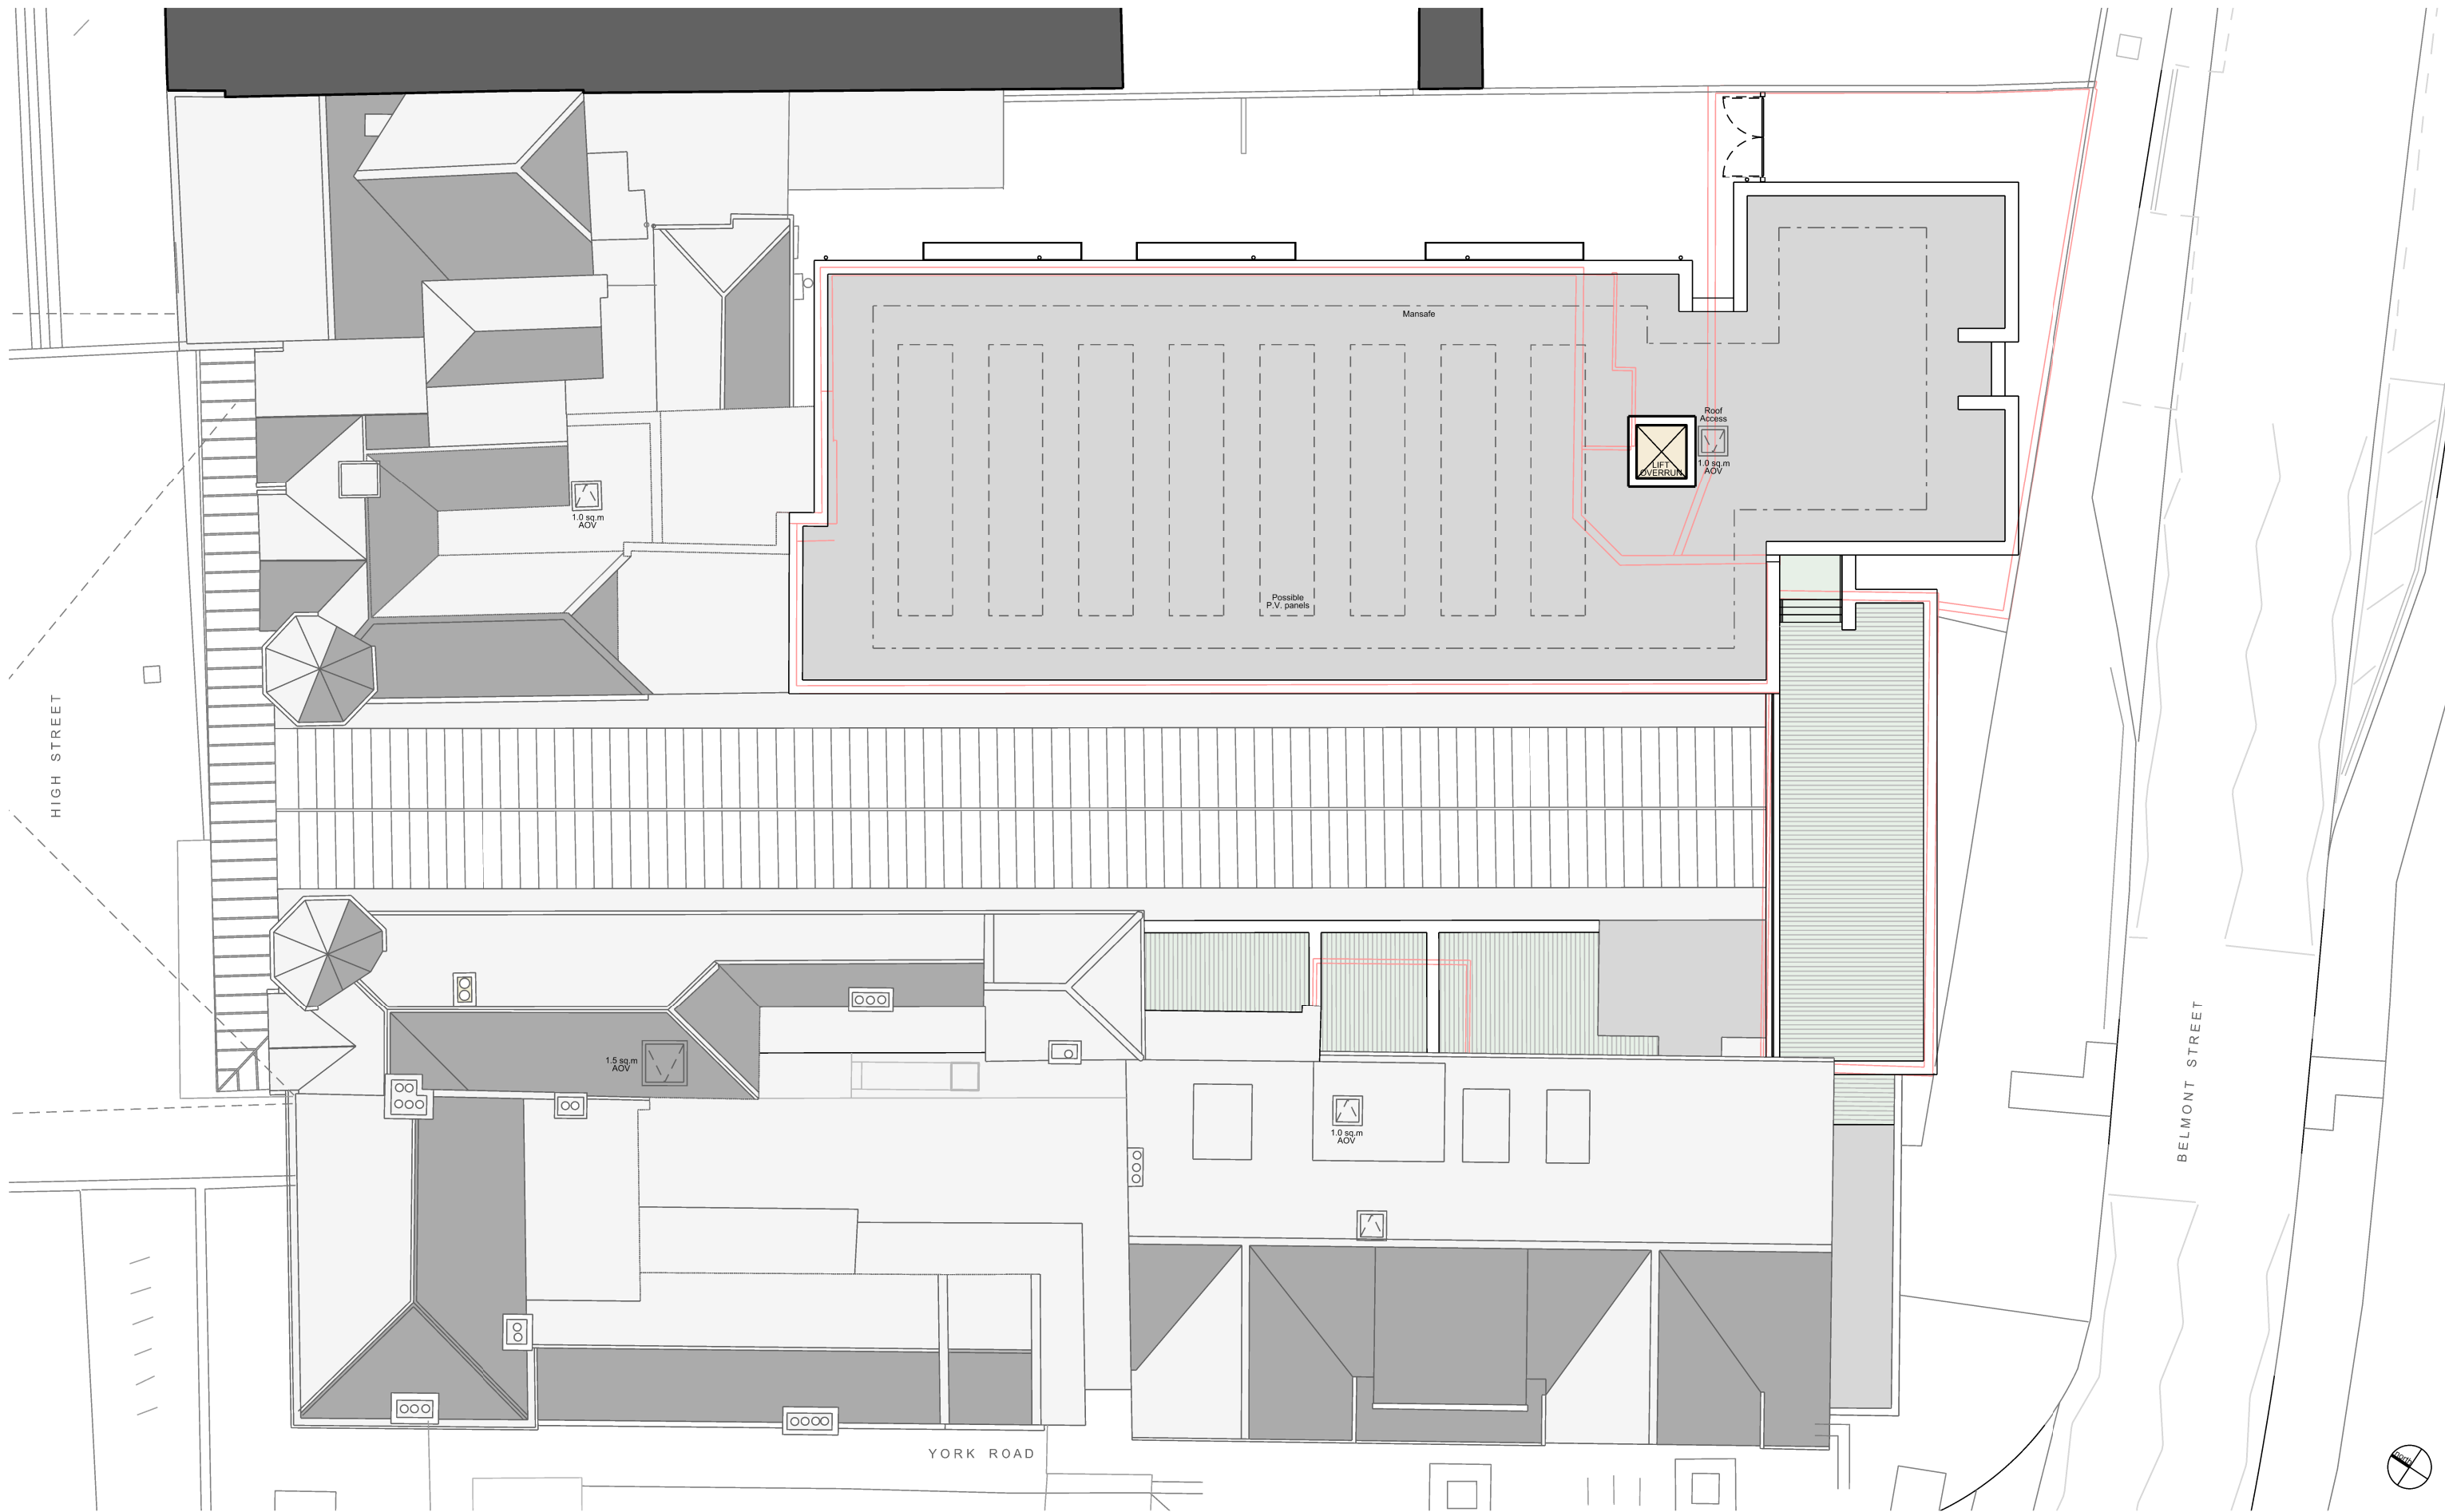 Mansafe
Roof
Access
LIFT
OVERRUN
1.0 sq.m
AOV
1.0 sq.m
AOV
Possible
P.V. panels
HIGH STREET
1.5 sq.m
AOV
1.0 sq.m
AOV
BELMONT STREET
YORK ROAD
north